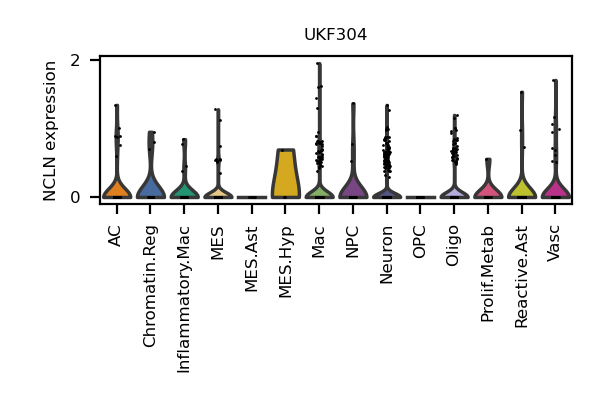 UKF304
NCLN expression
2
0
AC
Chromatin.Reg
Inflammatory.Mac
MES
MES.Ast
MES.Hyp
Mac
NPC
Neuron
OPC
Oligo
Prolif.Metab
Reactive.Ast
Vasc